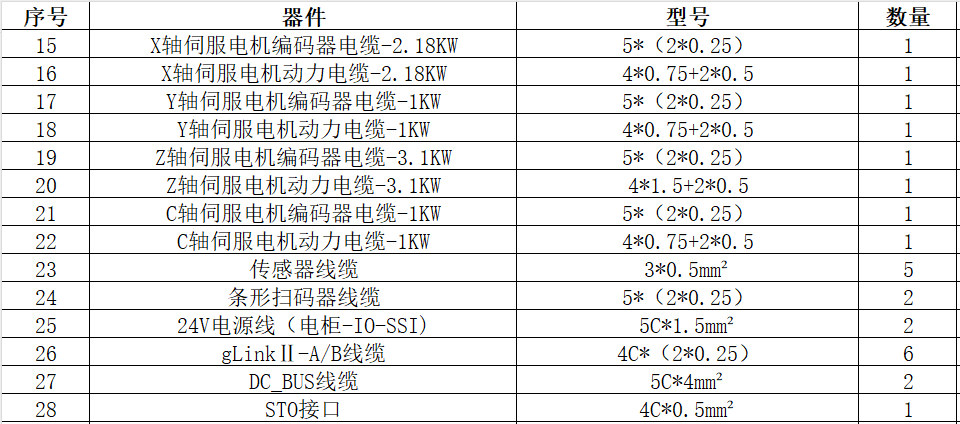 序号 器件 型号 数量
15 X轴伺服电机编码器电缆-2.18KW 5*（2*0.25） 1
16 X轴伺服电机动力电缆-2.18KW 4*0.75+2*0.5 1
17 Y轴伺服电机编码器电缆-1KW 5*（2*0.25） 1
18 Y轴伺服电机动力电缆-1KW 4*0.75+2*0.5 1
19 Z轴伺服电机编码器电缆-3.1KW 5*（2*0.25） 1
20 Z轴伺服电机动力电缆-3.1KW 4*1.5+2*0.5 1
21 C轴伺服电机编码器电缆-1KW 5*（2*0.25） 1
22 C轴伺服电机动力电缆-1KW 4*0.75+2*0.5 1
23 传感器线缆 3*0.5mm² 5
24 条形扫码器线缆 5*（2*0.25） 2
25 24V电源线（电柜-IO-SSI) 5C*1.5mm² 2
26 gLinkⅡ-A/B线缆 4C*（2*0.25） 6
27 DC_BUS线缆 5C*4mm² 2
28 STO接口 4C*0.5mm² 1